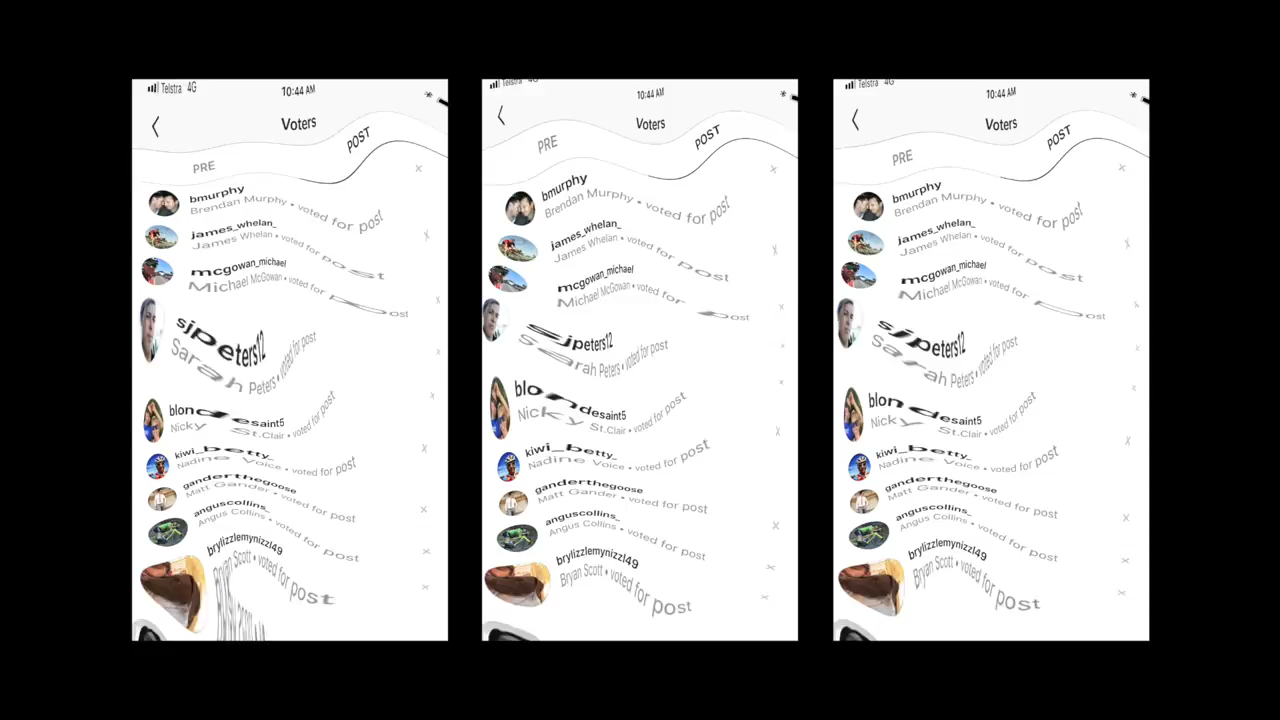 Telstra 4G
10:44 AM
Voters
PRE
POST
bmurphy
Brendan Murphy • voted for post
james_whelan_
James Whelan • voted for post
mcgowan_michael
Michael McGowan • voted for post
sjpeters12
Sarah Peters • voted for post
blondesaint5
Nicky St.Clair • voted for post
kiwi_betty_
Nadine Voice • voted for post
ganderthegoose
Matt Gander • voted for post
anguscollins_
Angus Collins • voted for post
brylizzlemynizzl49
Bryan Scott • voted for post
Telstra 4G
10:44 AM
Voters
PRE
POST
bmurphy
Brendan Murphy • voted for post
james_whelan_
James Whelan • voted for post
mcgowan_michael
Michael McGowan • voted for post
sjpeters12
Sarah Peters • voted for post
blondesaint5
Nicky St.Clair • voted for post
kiwi_betty_
Nadine Voice • voted for post
ganderthegoose
Matt Gander • voted for post
anguscollins_
Angus Collins • voted for post
brylizzlemynizzl49
Bryan Scott • voted for post
Telstra 4G
10:44 AM
Voters
PRE
POST
bmurphy
Brendan Murphy • voted for post
james_whelan_
James Whelan • voted for post
mcgowan_michael
Michael McGowan • voted for post
sjpeters12
Sarah Peters • voted for post
blondesaint5
Nicky St.Clair • voted for post
kiwi_betty_
Nadine Voice • voted for post
ganderthegoose
Matt Gander • voted for post
anguscollins_
Angus Collins • voted for post
brylizzlemynizzl49
Bryan Scott • voted for post